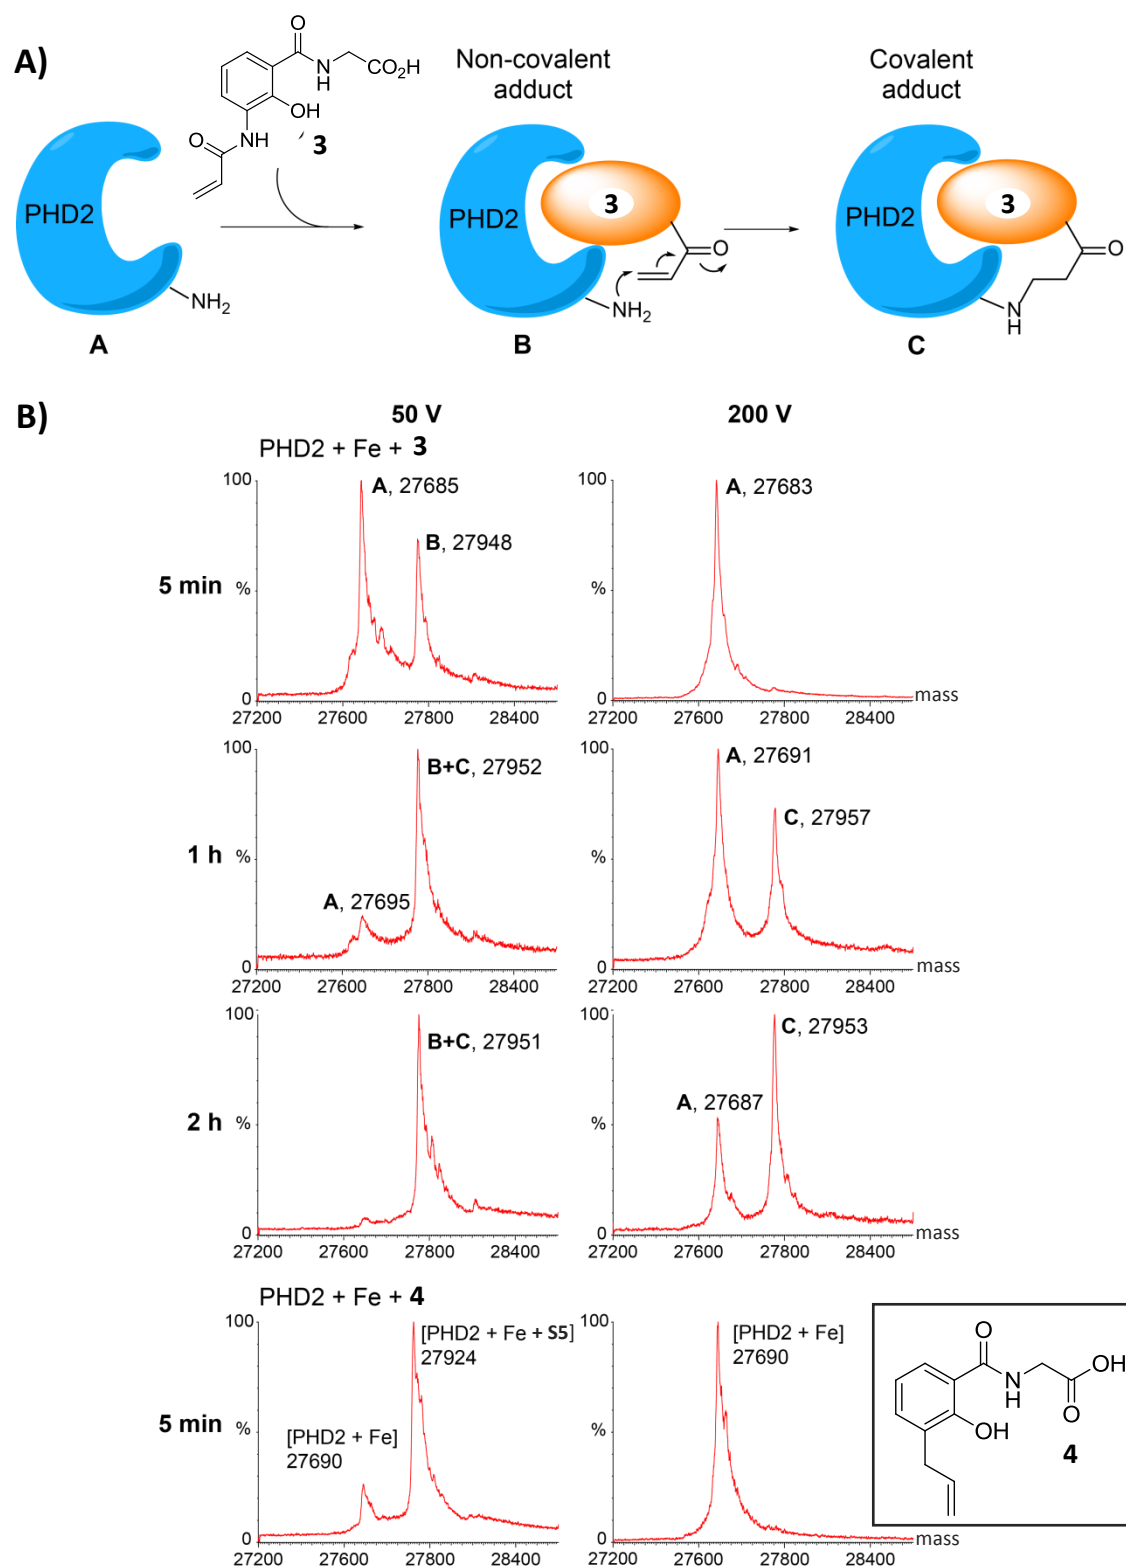 A)
O
N
H
CO₂H
OH
O
NH
3
PHD2
NH₂
A
Non-covalent
adduct
PHD2
3
O
NH₂
B
Covalent
adduct
PHD2
3
O
N
H
C
B)
50 V
200 V
PHD2 + Fe + 3
5 min
100
%
0
A, 27685
B, 27948
27200 27600 27800 28400
100
%
0
A, 27683
mass
27200 27600 27800 28400
1 h
100
%
0
B+C, 27952
A, 27695
27200 27600 27800 28400
100
%
0
A, 27691
C, 27957
mass
27200 27600 27800 28400
2 h
100
%
0
B+C, 27951
27200 27600 27800 28400
100
%
0
C, 27953
A, 27687
mass
27200 27600 27800 28400
PHD2 + Fe + 4
5 min
100
%
0
[PHD2 + Fe + S5]
27924
[PHD2 + Fe]
27690
27200 27600 27800 28400
100
%
0
[PHD2 + Fe]
27690
mass
27200 27600 27800 28400
O
N
H
OH
O
OH
4